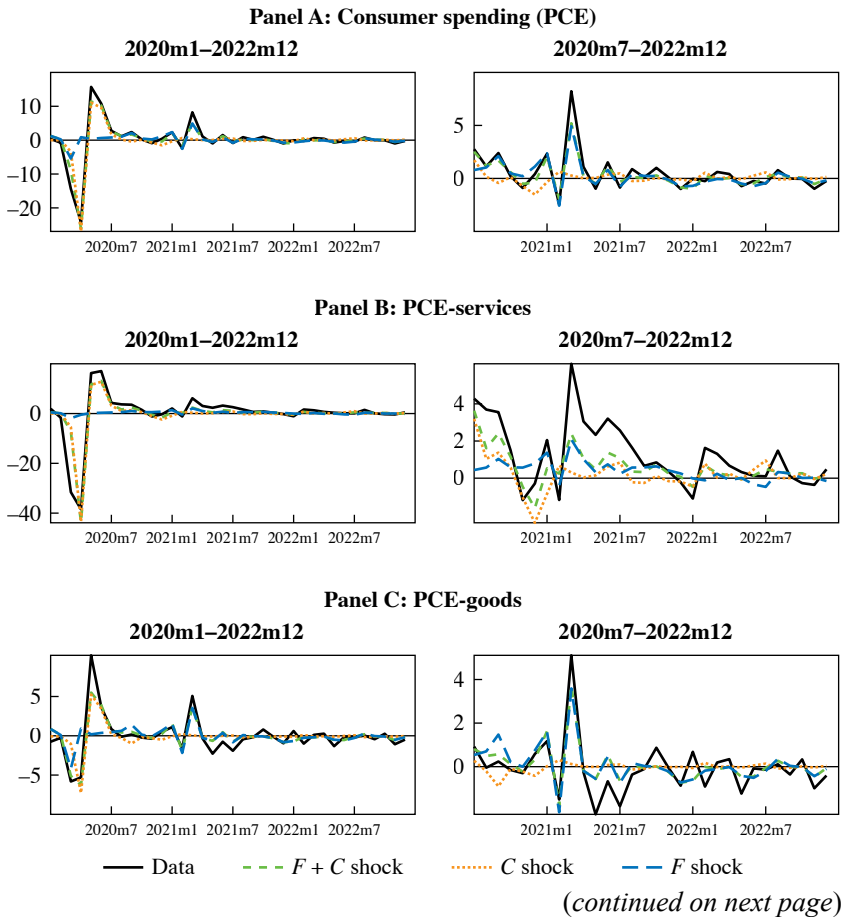 Panel A: Consumer spending (PCE)
2020m1–2022m12 2020m7–2022m12
10
0
–10
–20
2020m7 2021m1 2021m7 2022m1 2022m7
5
0
2021m1 2021m7 2022m1 2022m7
Panel B: PCE-services
2020m1–2022m12 2020m7–2022m12
0
–20
–40
2020m7 2021m1 2021m7 2022m1 2022m7
4
2
0
2021m1 2021m7 2022m1 2022m7
Panel C: PCE-goods
2020m1–2022m12 2020m7–2022m12
5
0
–5
2020m7 2021m1 2021m7 2022m1 2022m7
4
2
0
2021m1 2021m7 2022m1 2022m7
Data F + C shock C shock F shock
(continued on next page)